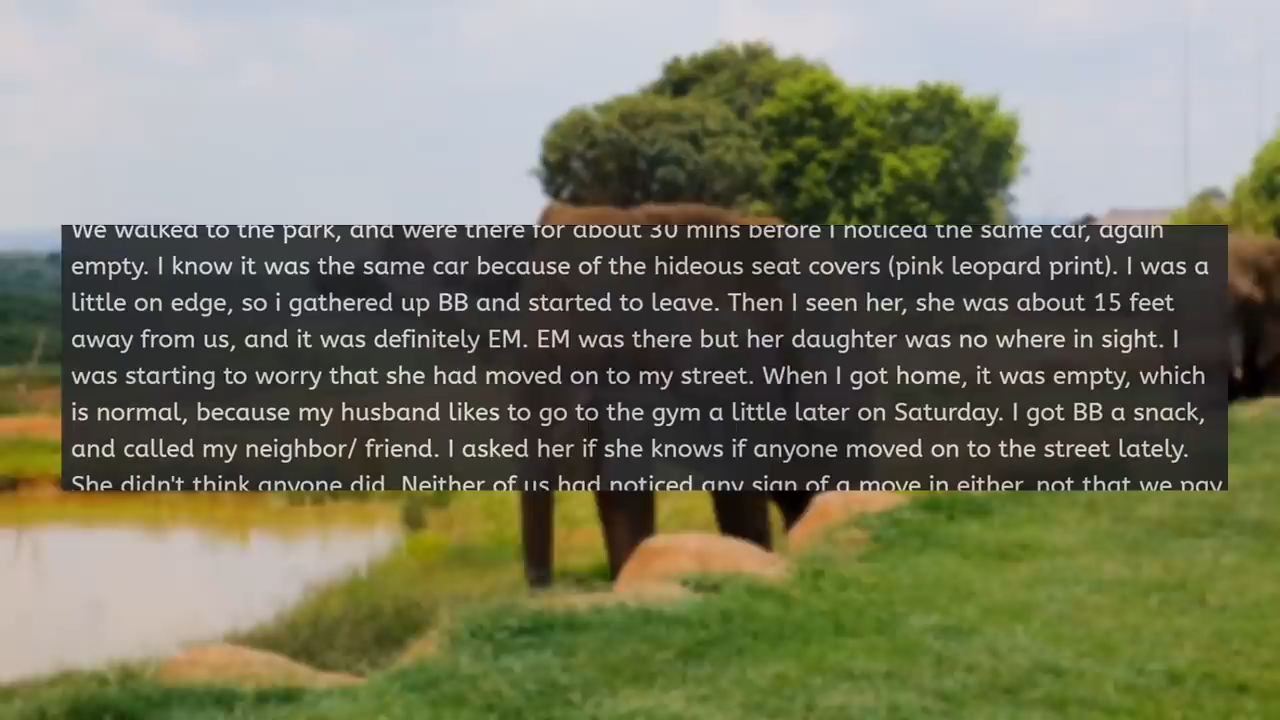 We walked to the park, and were there for about 30 mins before I noticed the same car, again
empty. I know it was the same car because of the hideous seat covers (pink leopard print). I was a
little on edge, so i gathered up BB and started to leave. Then I seen her, she was about 15 feet
away from us, and it was definitely EM. EM was there but her daughter was no where in sight. I
was starting to worry that she had moved on to my street. When I got home, it was empty, which
is normal, because my husband likes to go to the gym a little later on Saturday. I got BB a snack,
and called my neighbor/ friend. I asked her if she knows if anyone moved on to the street lately.
She didn't think anyone did. Neither of us had noticed any sign of a move in either, not that we pay